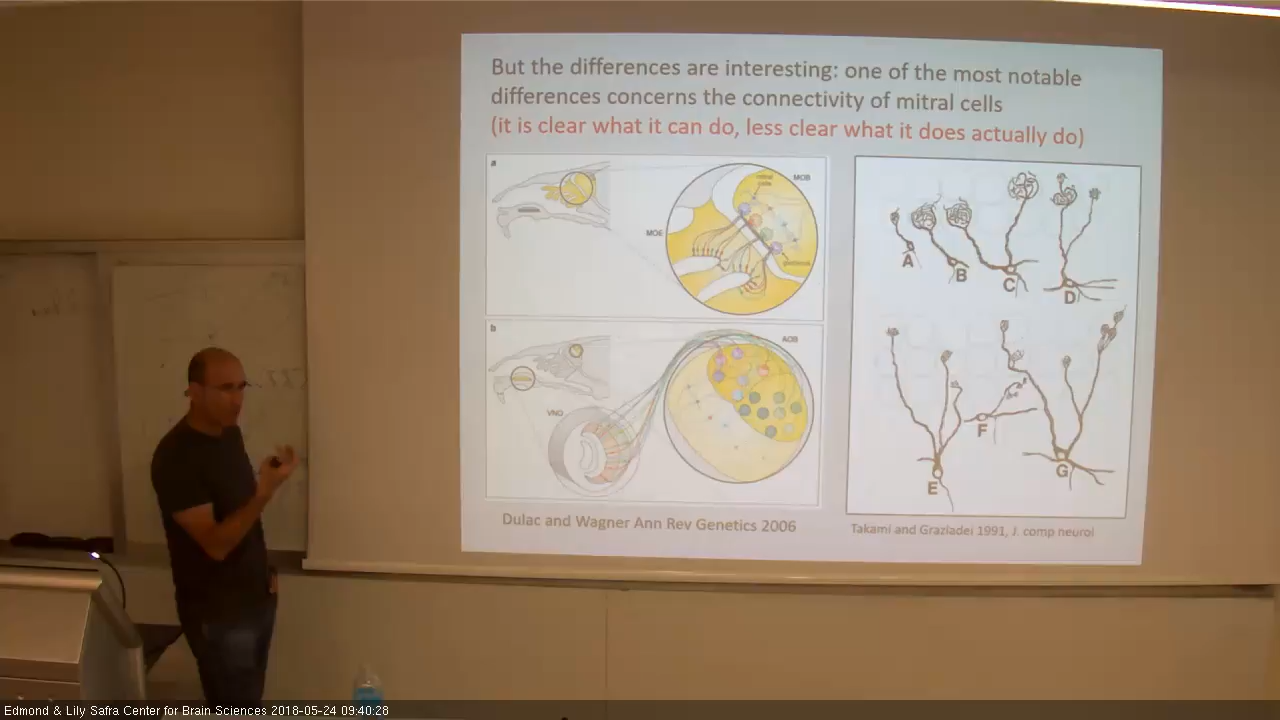 But the differences are interesting: one of the most notable
differences concerns the connectivity of mitral cells
(it is clear what it can do, less clear what it does actually do)
a
MOB
MOE
b
AOB
VNO
A
B
C
D
E
F
G
Dulac and Wagner Ann Rev Genetics 2006
Takami and Graziadei 1991, J. comp neurol
Edmond & Lily Safra Center for Brain Sciences 2018-05-24 09:40:28